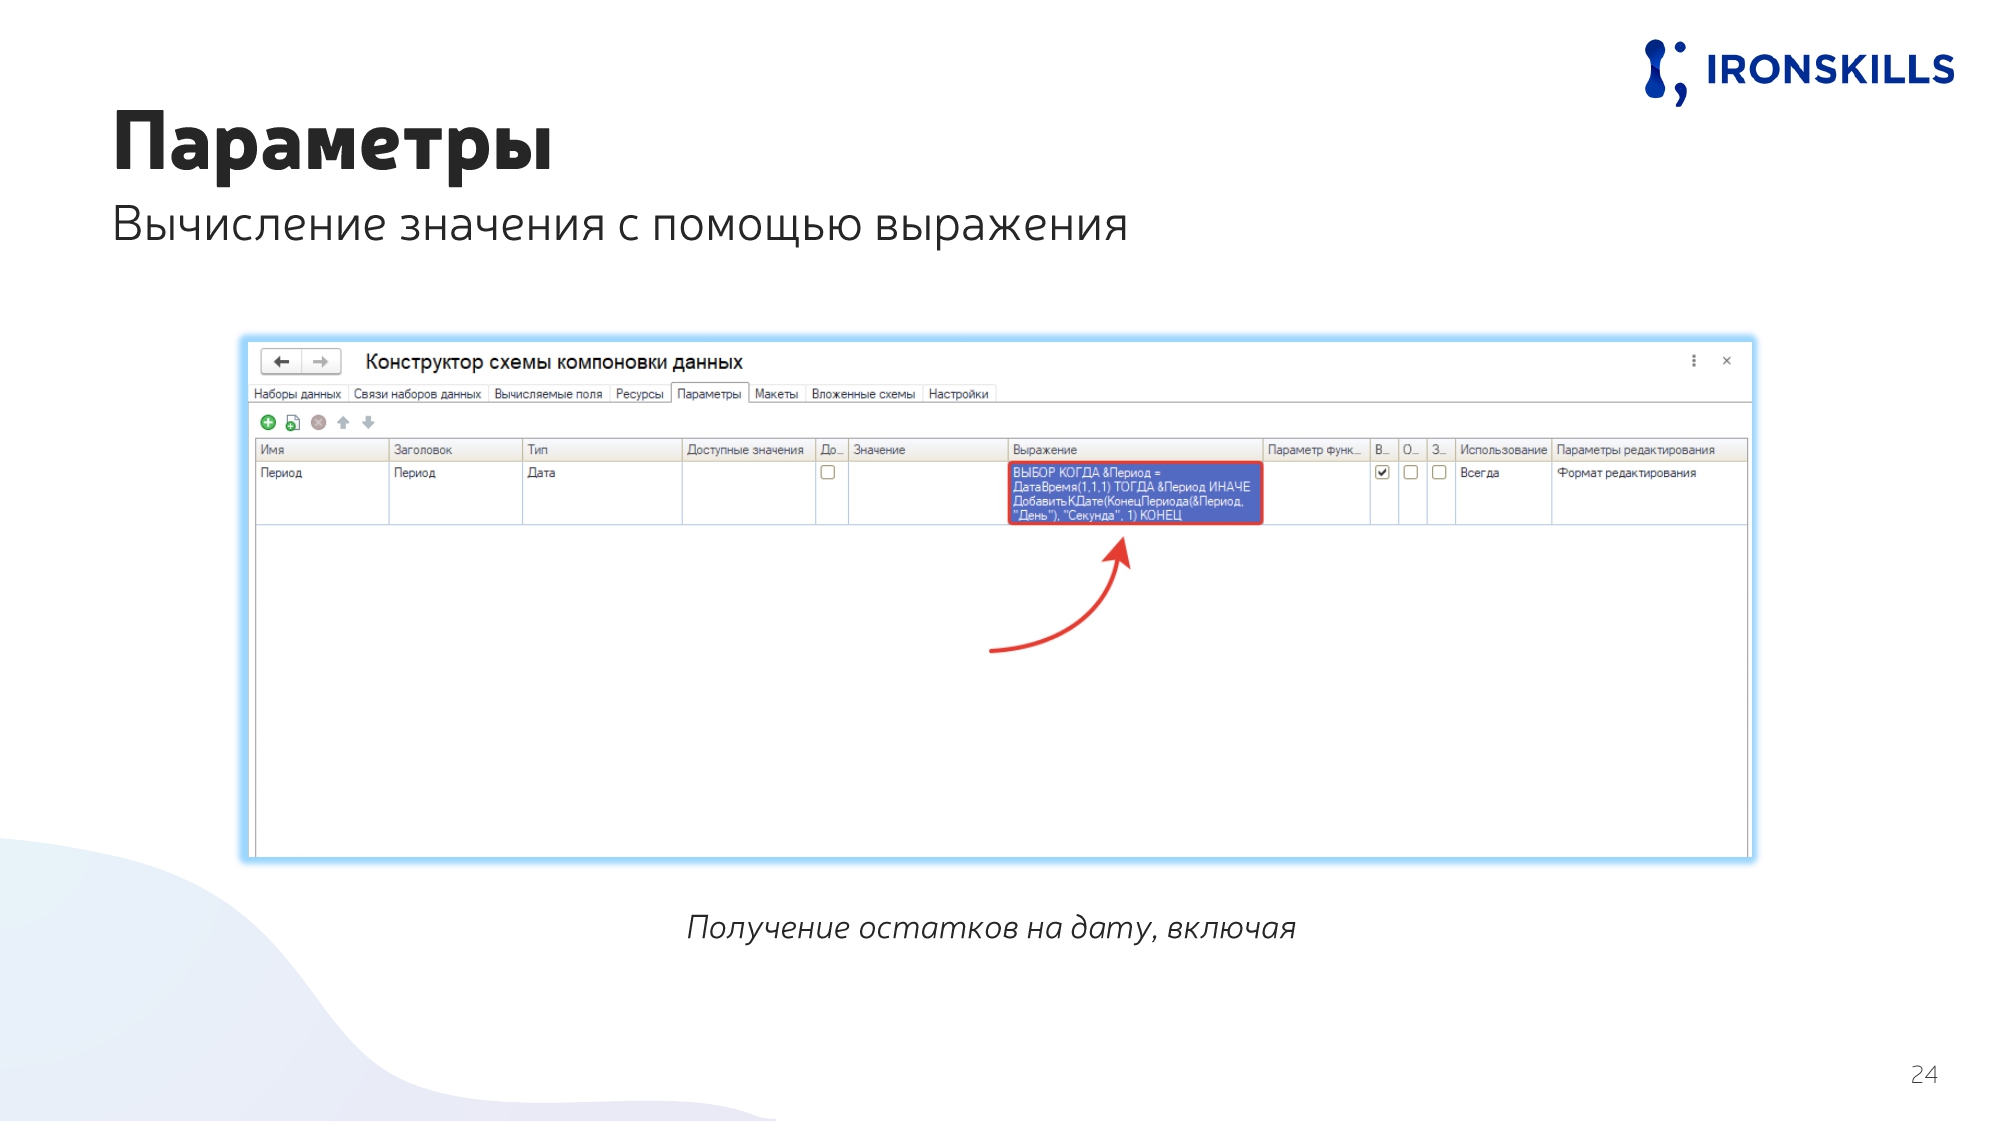 IRONSKILLS
Параметры
Вычисление значения с помощью выражения
Конструктор схемы компоновки данных
Наборы данных Связи наборов данных Вычисляемые поля Ресурсы Параметры Макеты Вложенные схемы Настройки
Имя Заголовок Тип Доступные значения До... Значение Выражение Параметр функ... В... О... З... Использование Параметры редактирования
Период Период Дата ВЫБОР КОГДА &Период = Всегда Формат редактирования
ДатаВремя(1,1,1) ТОГДА &Период ИНАЧЕ
ДобавитьКДате(КонецПериода(&Период,
"День"), "Секунда", 1) КОНЕЦ
Получение остатков на дату, включая
24